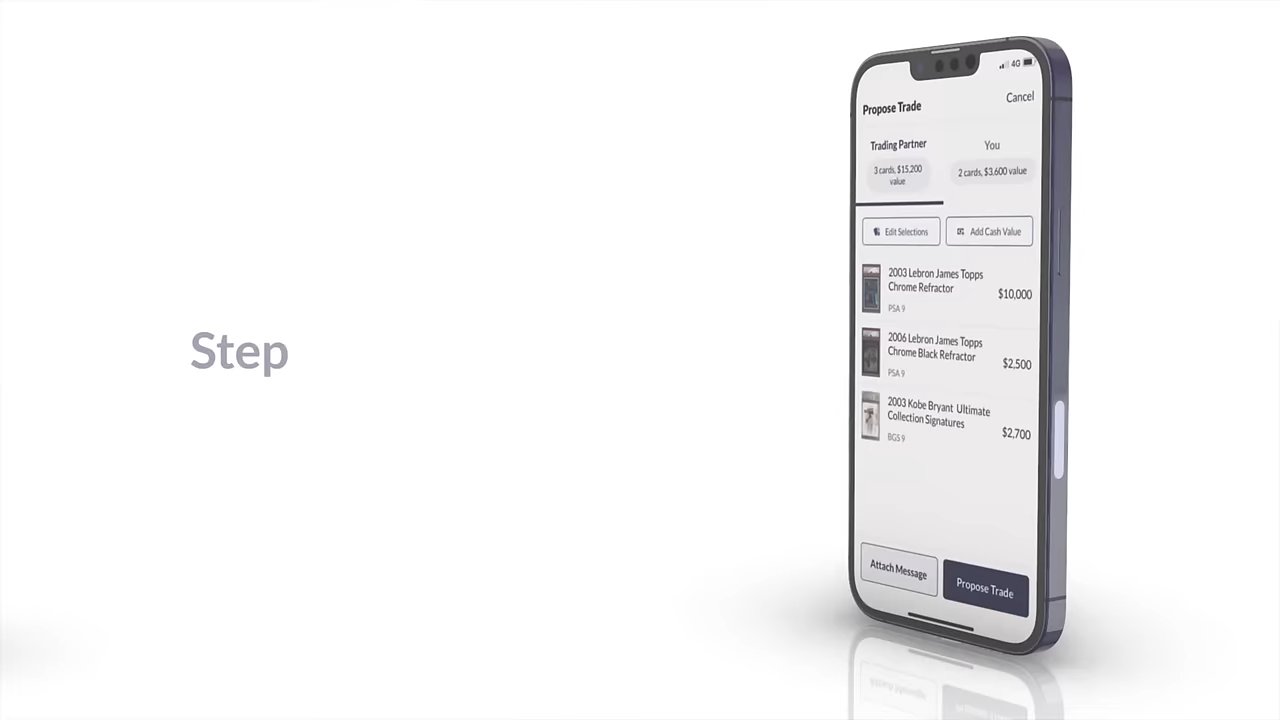 Step
4G
Propose Trade
Cancel
Trading Partner
You
3 cards, $15,200
value
2 cards, $3,600 value
Edit Selections
Add Cash Value
2003 Lebron James Topps
Chrome Refractor
$10,000
PSA 9
2006 Lebron James Topps
Chrome Black Refractor
$2,500
PSA 9
2003 Kobe Bryant Ultimate
Collection Signatures
$2,700
BGS 9
Attach Message
Propose Trade